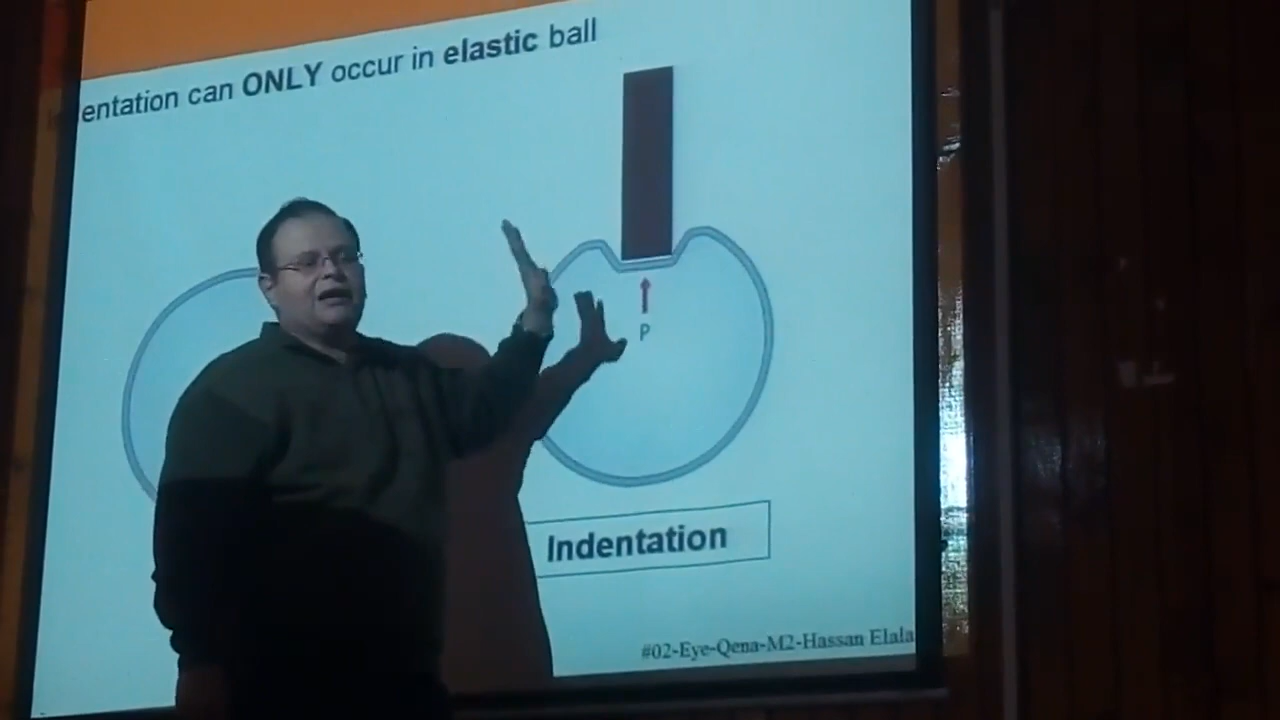 entation can ONLY occur in elastic ball
P
Indentation
#02-Eye-Qena-M2-Hassan Elala